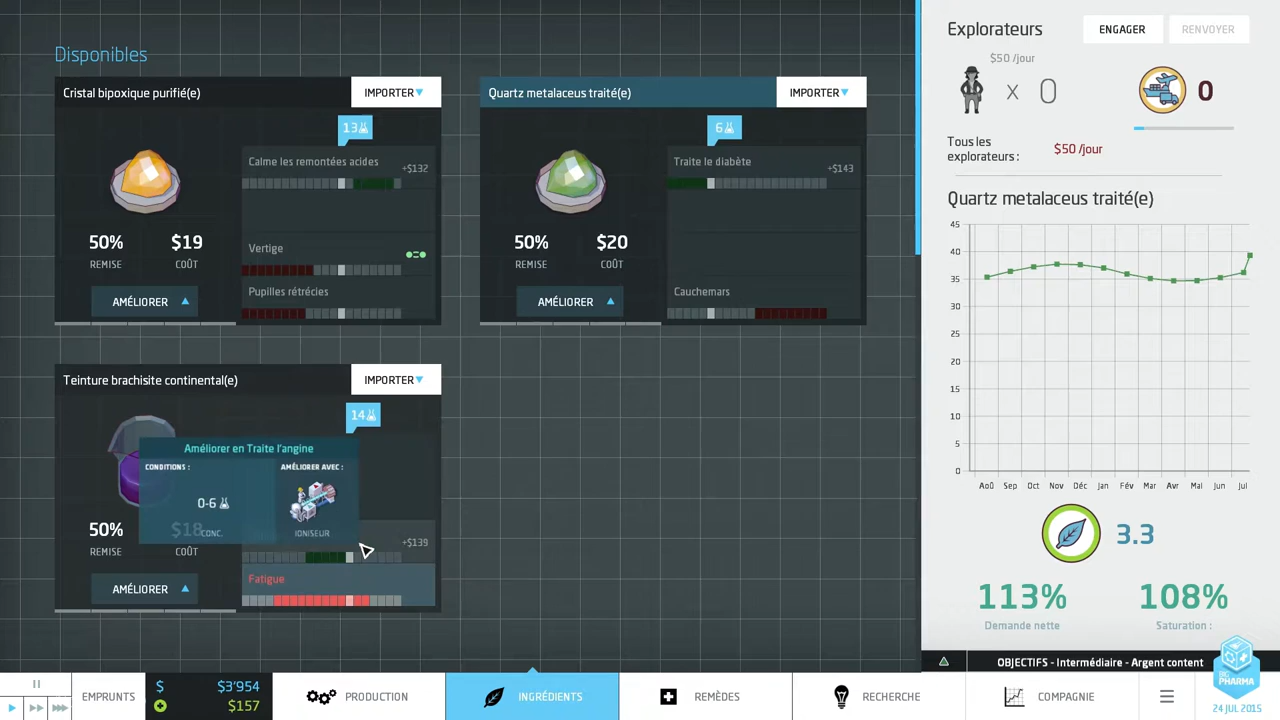 Disponibles
Cristal bipoxique purifié(e)
IMPORTER
13
Calme les remontées acides
+$132
50%
REMISE
$19
COÛT
Vertige
Pupilles rétrécies
AMÉLIORER
Quartz metalaceus traité(e)
IMPORTER
6
Traite le diabète
+$143
50%
REMISE
$20
COÛT
Cauchemars
AMÉLIORER
Teinture brachisite continental(e)
IMPORTER
14
Améliorer en Traite l'angine
CONDITIONS :
AMÉLIORER AVEC :
0-6
CONC.
IONISEUR
50%
REMISE
$18
COÛT
+$139
Fatigue
AMÉLIORER
Explorateurs
ENGAGER
RENVOYER
$50 /jour
X 0
0
Tous les
explorateurs :
$50 /jour
Quartz metalaceus traité(e)
45
40
35
30
25
20
15
10
5
0
Aoû Sep Oct Nov Déc Jan Fév Mar Avr Mai Jun Jul
3.3
113%
Demande nette
108%
Saturation :
OBJECTIFS - Intermédiaire - Argent content
EMPRUNTS
$ $3'954
$157
PRODUCTION
INGRÉDIENTS
REMÈDES
RECHERCHE
COMPAGNIE
BIG
PHARMA
24 JUL 2015